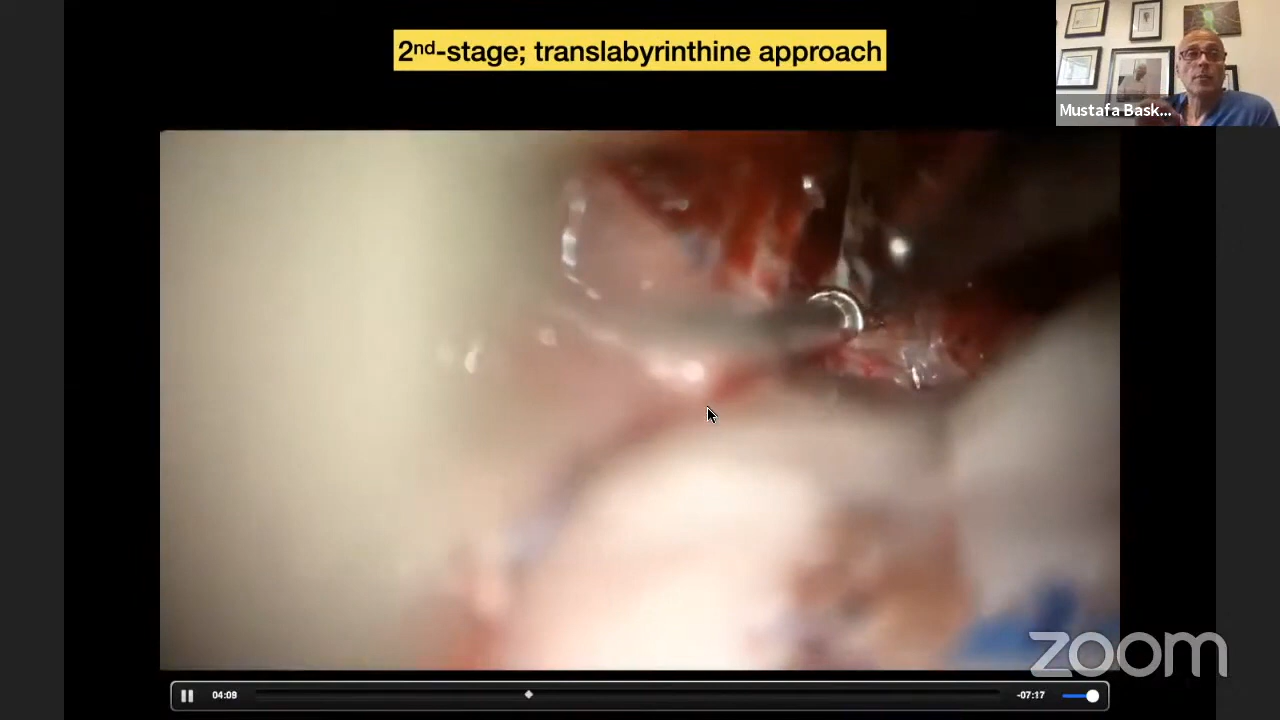 2nd-stage; translabyrinthine approach
Mustafa Bask...
zoom
04:09
-07:17